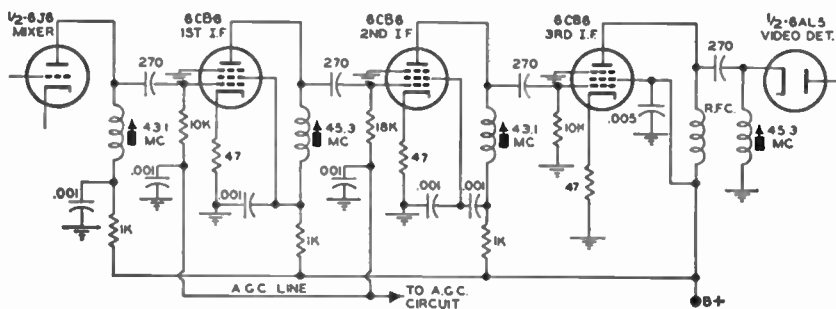 1/2-6J6
MIXER
6CB6
1ST I.F.
6CB6
2ND I.F.
6CB6
3RD I.F.
1/2-6AL5
VIDEO DET.
270
270
270
270
43.1
MC
10K
47
45.3
MC
18K
47
43.1
MC
10K
47
.005
R.F.C.
45.3
MC
.001
.001
.001
.001
.001
.001
1K
1K
1K
A.G.C. LINE
TO A.G.C.
CIRCUIT
B+